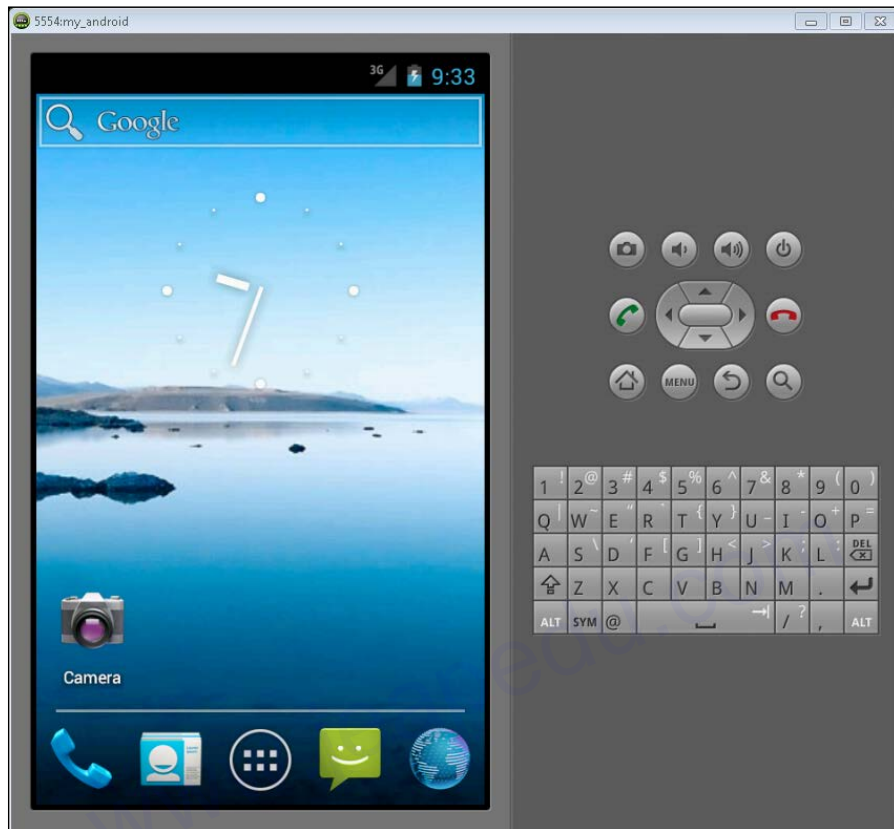 5554:my_android
3G 9:33
Google
Camera
MENU
1 ! 2 @ 3 # 4 $ 5 % 6 ^ 7 & 8 * 9 ( 0 )
Q | W ~ E " R ` T { Y } U _ I - O + P =
A S \ D ' F [ G ] H < J > K ; L : DEL
Z X C V B N M .
ALT SYM @ / ? , ALT